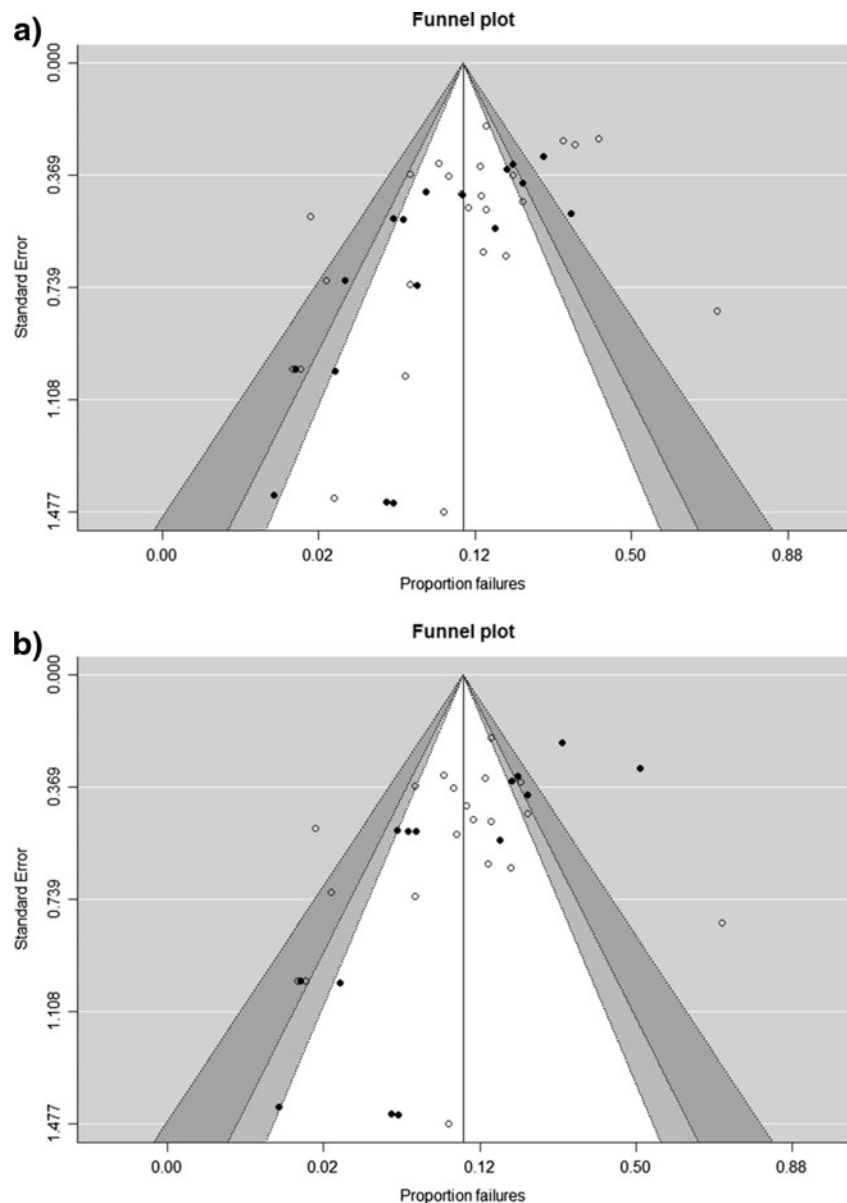 a)
Funnel plot
0.000
0.369
0.739
1.108
1.477
Standard Error
0.00 0.02 0.12 0.50 0.88
Proportion failures
b)
Funnel plot
0.000
0.369
0.739
1.108
1.477
Standard Error
0.00 0.02 0.12 0.50 0.88
Proportion failures